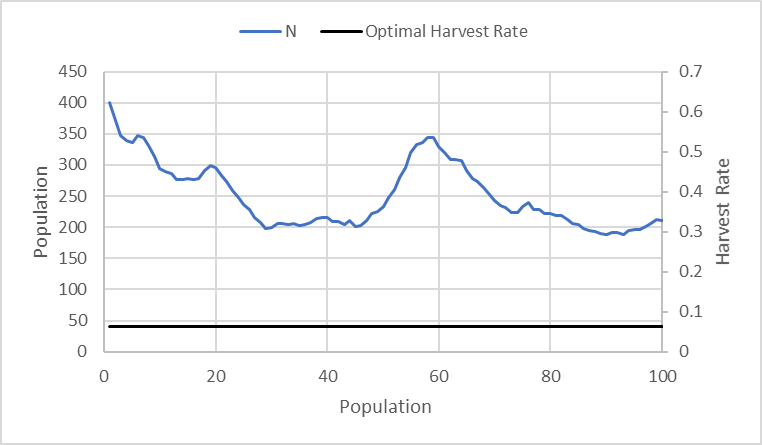 N Optimal Harvest Rate
450 0.7
400 0.6
350
300 0.5
250 0.4
200 0.3
150
100 0.2
50 0.1
0 0
Population
Harvest Rate
0 20 40 60 80 100
Population